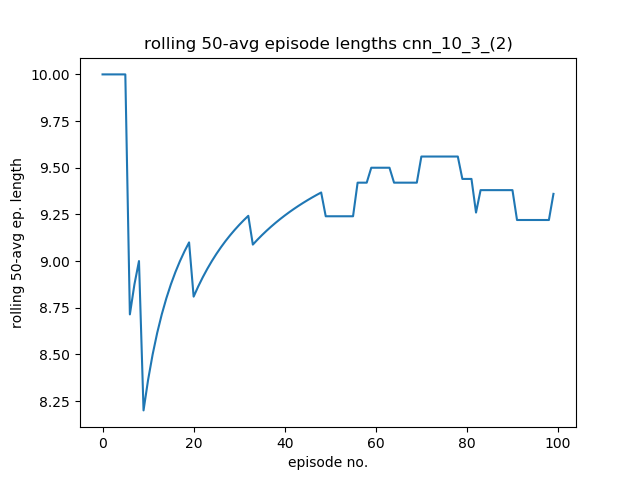 rolling 50-avg episode lengths cnn_10_3_(2)
10.00
9.75
9.50
9.25
9.00
8.75
8.50
8.25
rolling 50-avg ep. length
0 20 40 60 80 100
episode no.